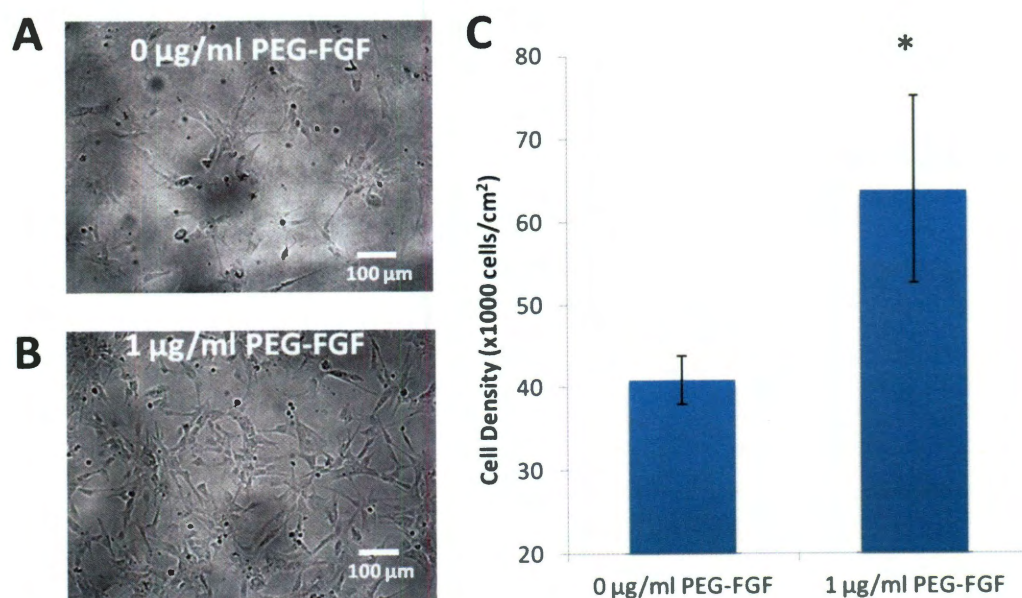 A
0 µg/ml PEG-FGF
100 µm
B
1 µg/ml PEG-FGF
100 µm
C
*
Cell Density (x1000 cells/cm²)
80
70
60
50
40
30
20
0 µg/ml PEG-FGF
1 µg/ml PEG-FGF